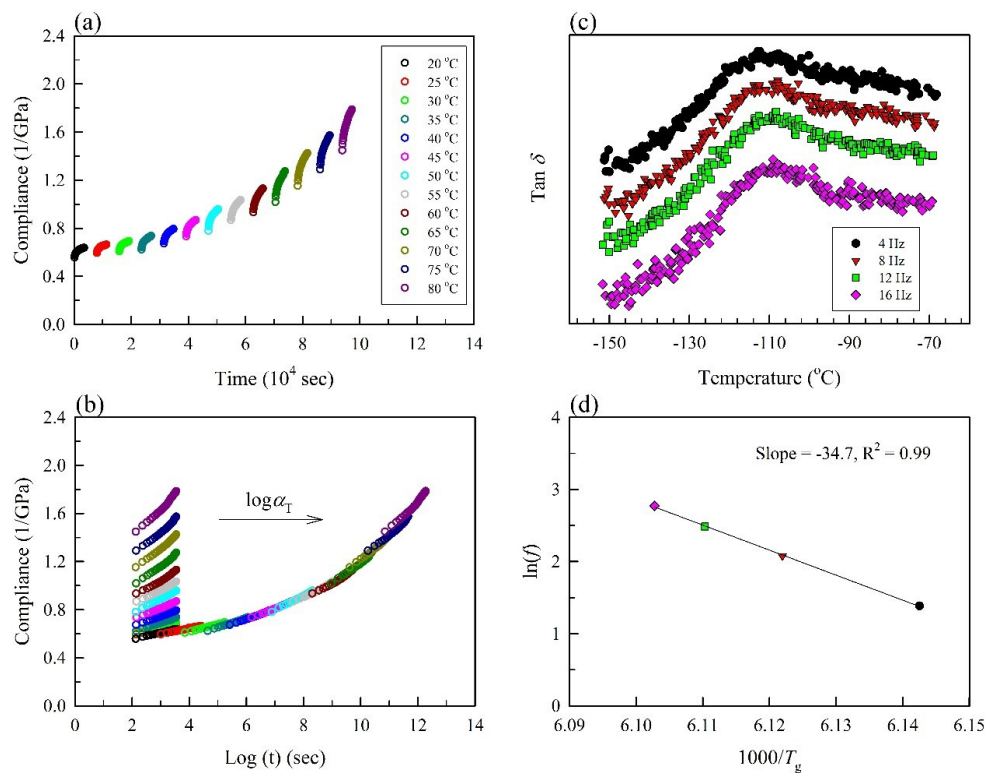 (a)
2.4
2.0
1.6
1.2
0.8
0.4
0.0
Compliance (1/GPa)
20 °C
25 °C
30 °C
35 °C
40 °C
45 °C
50 °C
55 °C
60 °C
65 °C
70 °C
75 °C
80 °C
0 2 4 6 8 10 12 14
Time (10⁴ sec)
(c)
Tan δ
4 Hz
8 Hz
12 Hz
16 Hz
-150 -130 -110 -90 -70
Temperature (°C)
(b)
2.4
2.0
1.6
1.2
0.8
0.4
0.0
Compliance (1/GPa)
logα_T
0 2 4 6 8 10 12 14
Log (t) (sec)
(d)
Slope = -34.7, R² = 0.99
4
3
2
1
0
ln(f)
6.09 6.10 6.11 6.12 6.13 6.14 6.15
1000/T_g